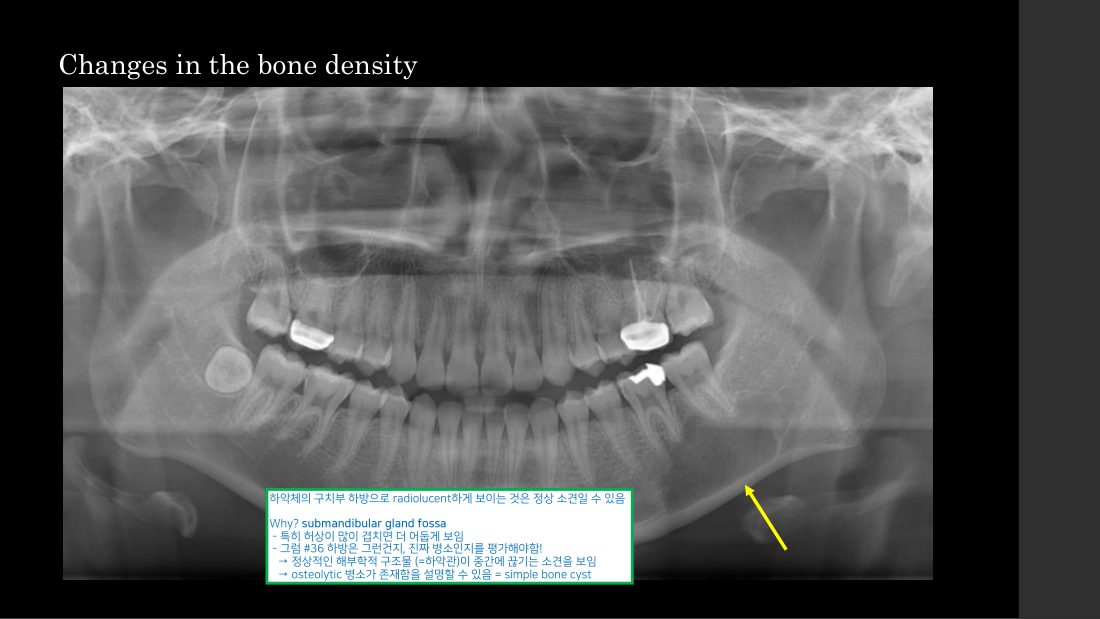 Changes in the bone density
하악체의 구치부 하방으로 radiolucent하게 보이는 것은 정상 소견일 수 있음
Why? submandibular gland fossa
- 특히 허상이 많이 겹치면 더 어둡게 보임
- 그럼 #36 하방은 그런건지, 진짜 병소인지를 평가해야함!
→ 정상적인 해부학적 구조물 (=하악관)이 중간에 끊기는 소견을 보임
→ osteolytic 병소가 존재함을 설명할 수 있음 = simple bone cyst